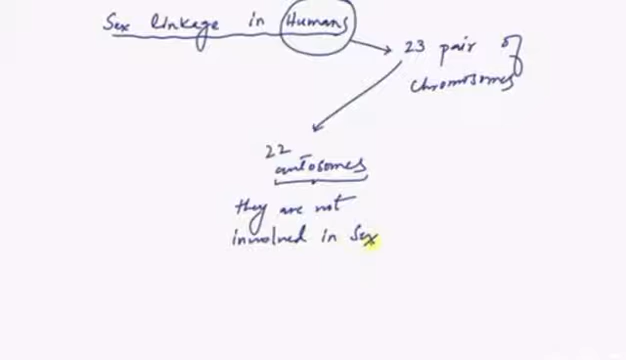 Sex linkage in Humans
23 pair of
chromosomes
22
autosomes
they are not
involved in Sex